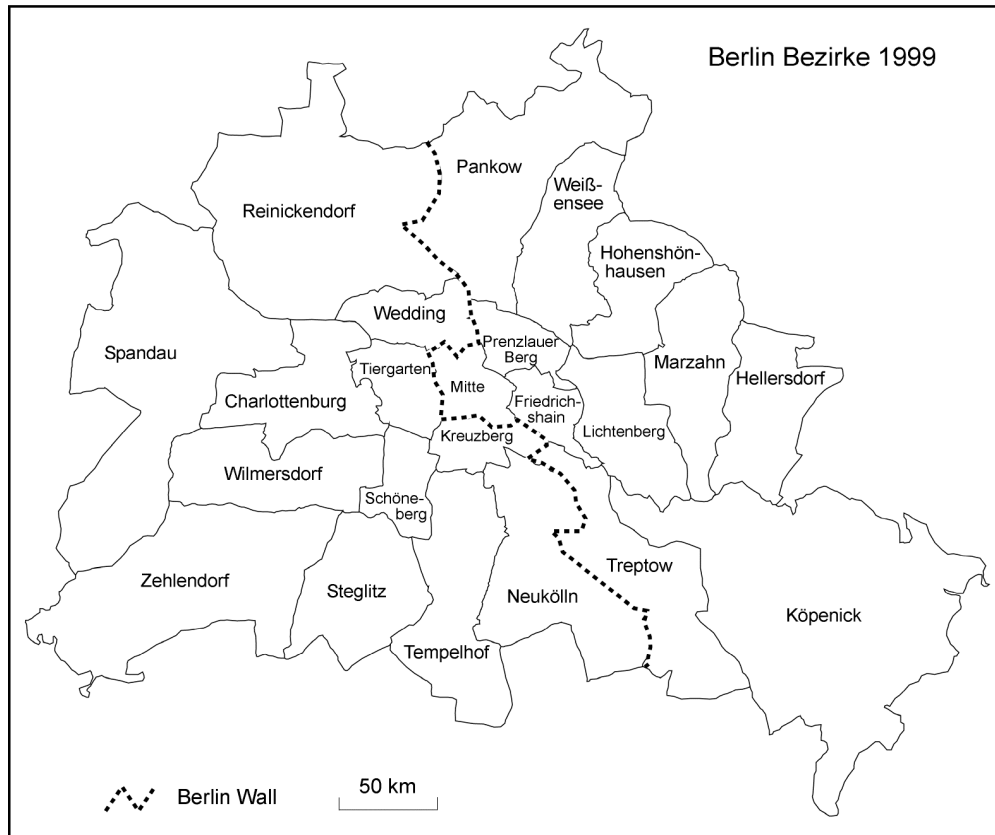 Berlin Bezirke 1999
Pankow
Weiß-
ensee
Reinickendorf
Hohenshön-
hausen
Wedding
Prenzlauer
Berg
Spandau
Tiergarten
Mitte
Marzahn
Hellersdorf
Charlottenburg
Friedrich-
shain
Kreuzberg
Lichtenberg
Wilmersdorf
Schöne-
berg
Zehlendorf
Steglitz
Neukölln
Treptow
Köpenick
Tempelhof
Berlin Wall
50 km